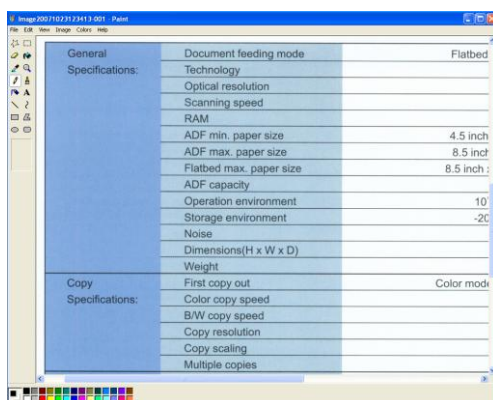 Image20071023123413-001 - Paint
File Edit View Image Colors Help
General Document feeding mode Flatbed
Specifications: Technology
Optical resolution
Scanning speed
RAM
ADF min. paper size 4.5 inch
ADF max. paper size 8.5 inch
Flatbed max. paper size 8.5 inch
ADF capacity
Operation environment 10
Storage environment -20
Noise
Dimensions(H x W x D)
Weight
Copy First copy out Color mode
Specifications: Color copy speed
B/W copy speed
Copy resolution
Copy scaling
Multiple copies